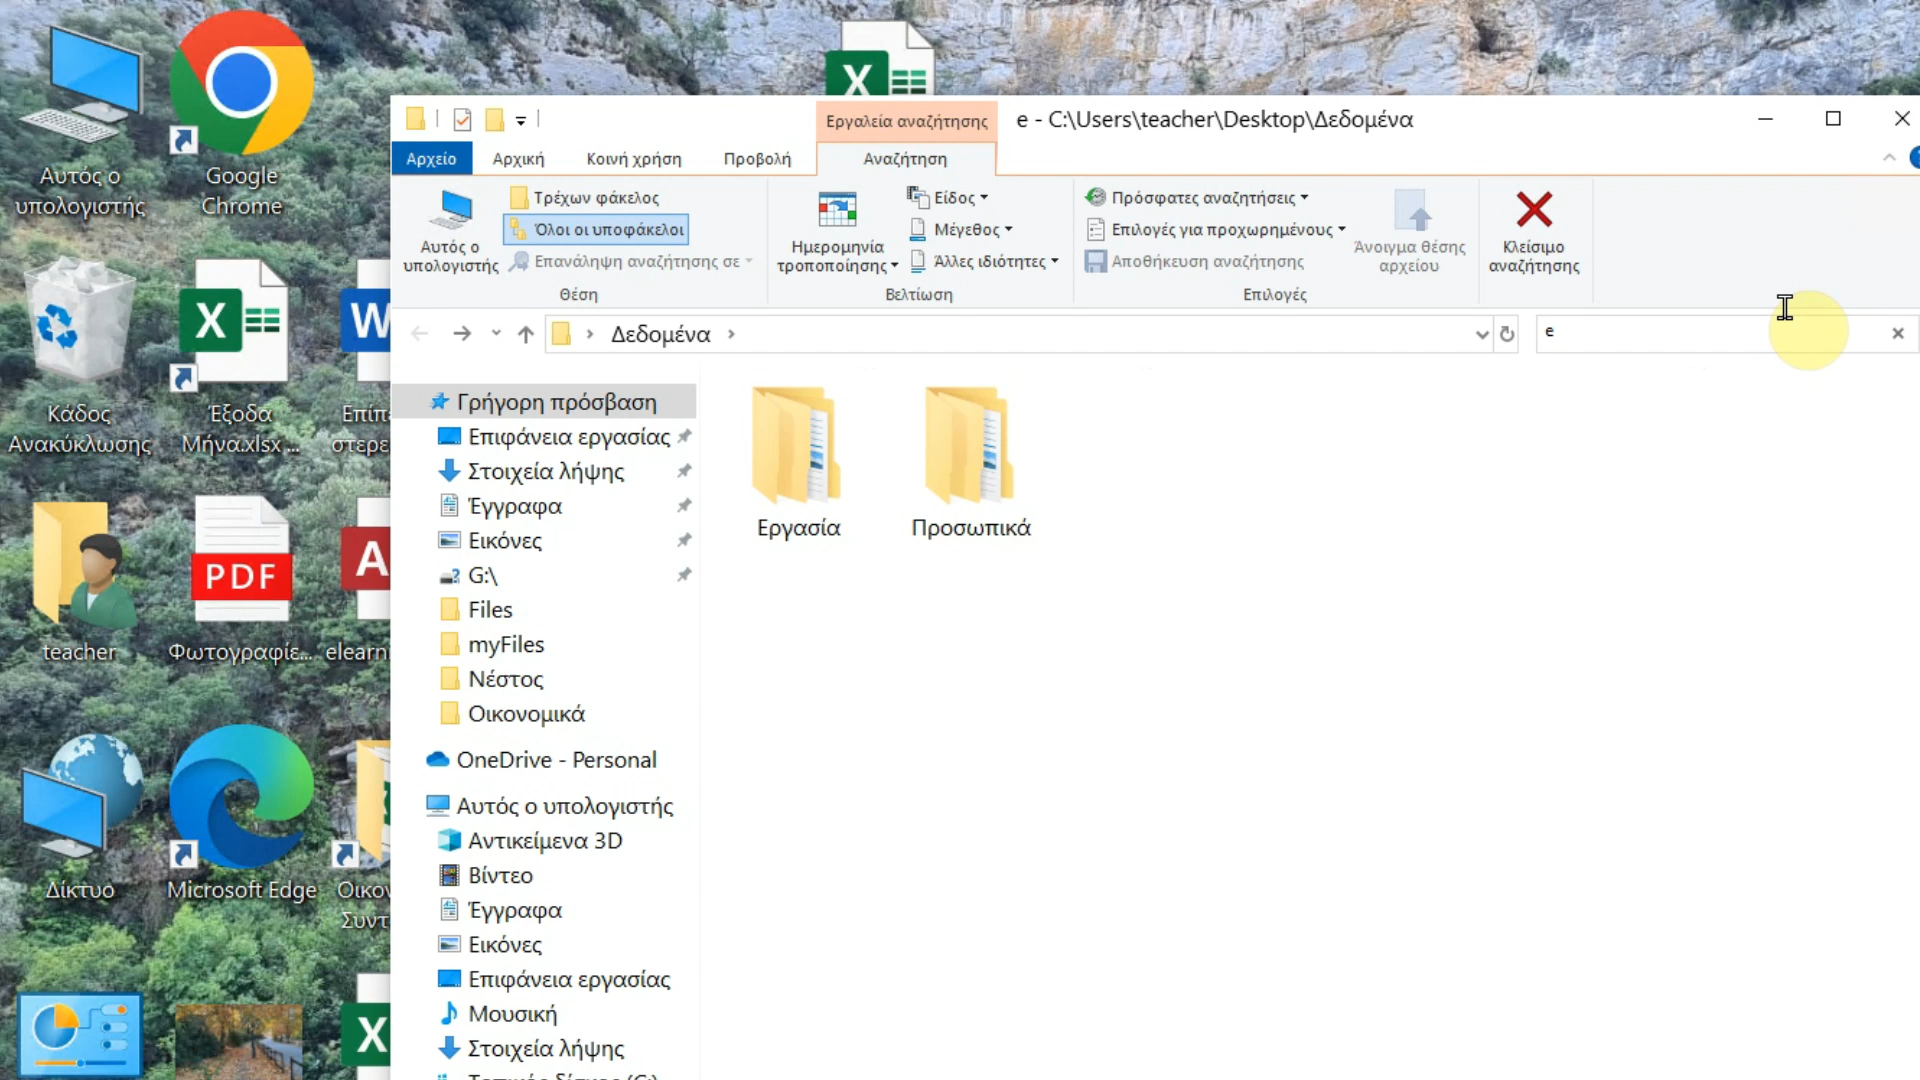 Αυτός ο
υπολογιστής
Google
Chrome
Κάδος
Ανακύκλωσης
Έξοδα
Μήνα.xlsx ...
teacher
PDF
Φωτογραφίε...
Δίκτυο
Microsoft Edge
Εργαλεία αναζήτησης
e - C:\Users\teacher\Desktop\Δεδομένα
Αρχείο
Αρχική
Κοινή χρήση
Προβολή
Αναζήτηση
Αυτός ο
υπολογιστής
Τρέχων φάκελος
Όλοι οι υποφάκελοι
Επανάληψη αναζήτησης σε
Θέση
Ημερομηνία
τροποποίησης
Είδος
Μέγεθος
Άλλες ιδιότητες
Βελτίωση
Πρόσφατες αναζητήσεις
Επιλογές για προχωρημένους
Αποθήκευση αναζήτησης
Άνοιγμα θέσης
αρχείου
Επιλογές
Κλείσιμο
αναζήτησης
Δεδομένα
e
Γρήγορη πρόσβαση
Επιφάνεια εργασίας
Στοιχεία λήψης
Έγγραφα
Εικόνες
G:\
Files
myFiles
Νέστος
Οικονομικά
OneDrive - Personal
Αυτός ο υπολογιστής
Αντικείμενα 3D
Βίντεο
Έγγραφα
Εικόνες
Επιφάνεια εργασίας
Μουσική
Στοιχεία λήψης
Εργασία
Προσωπικά